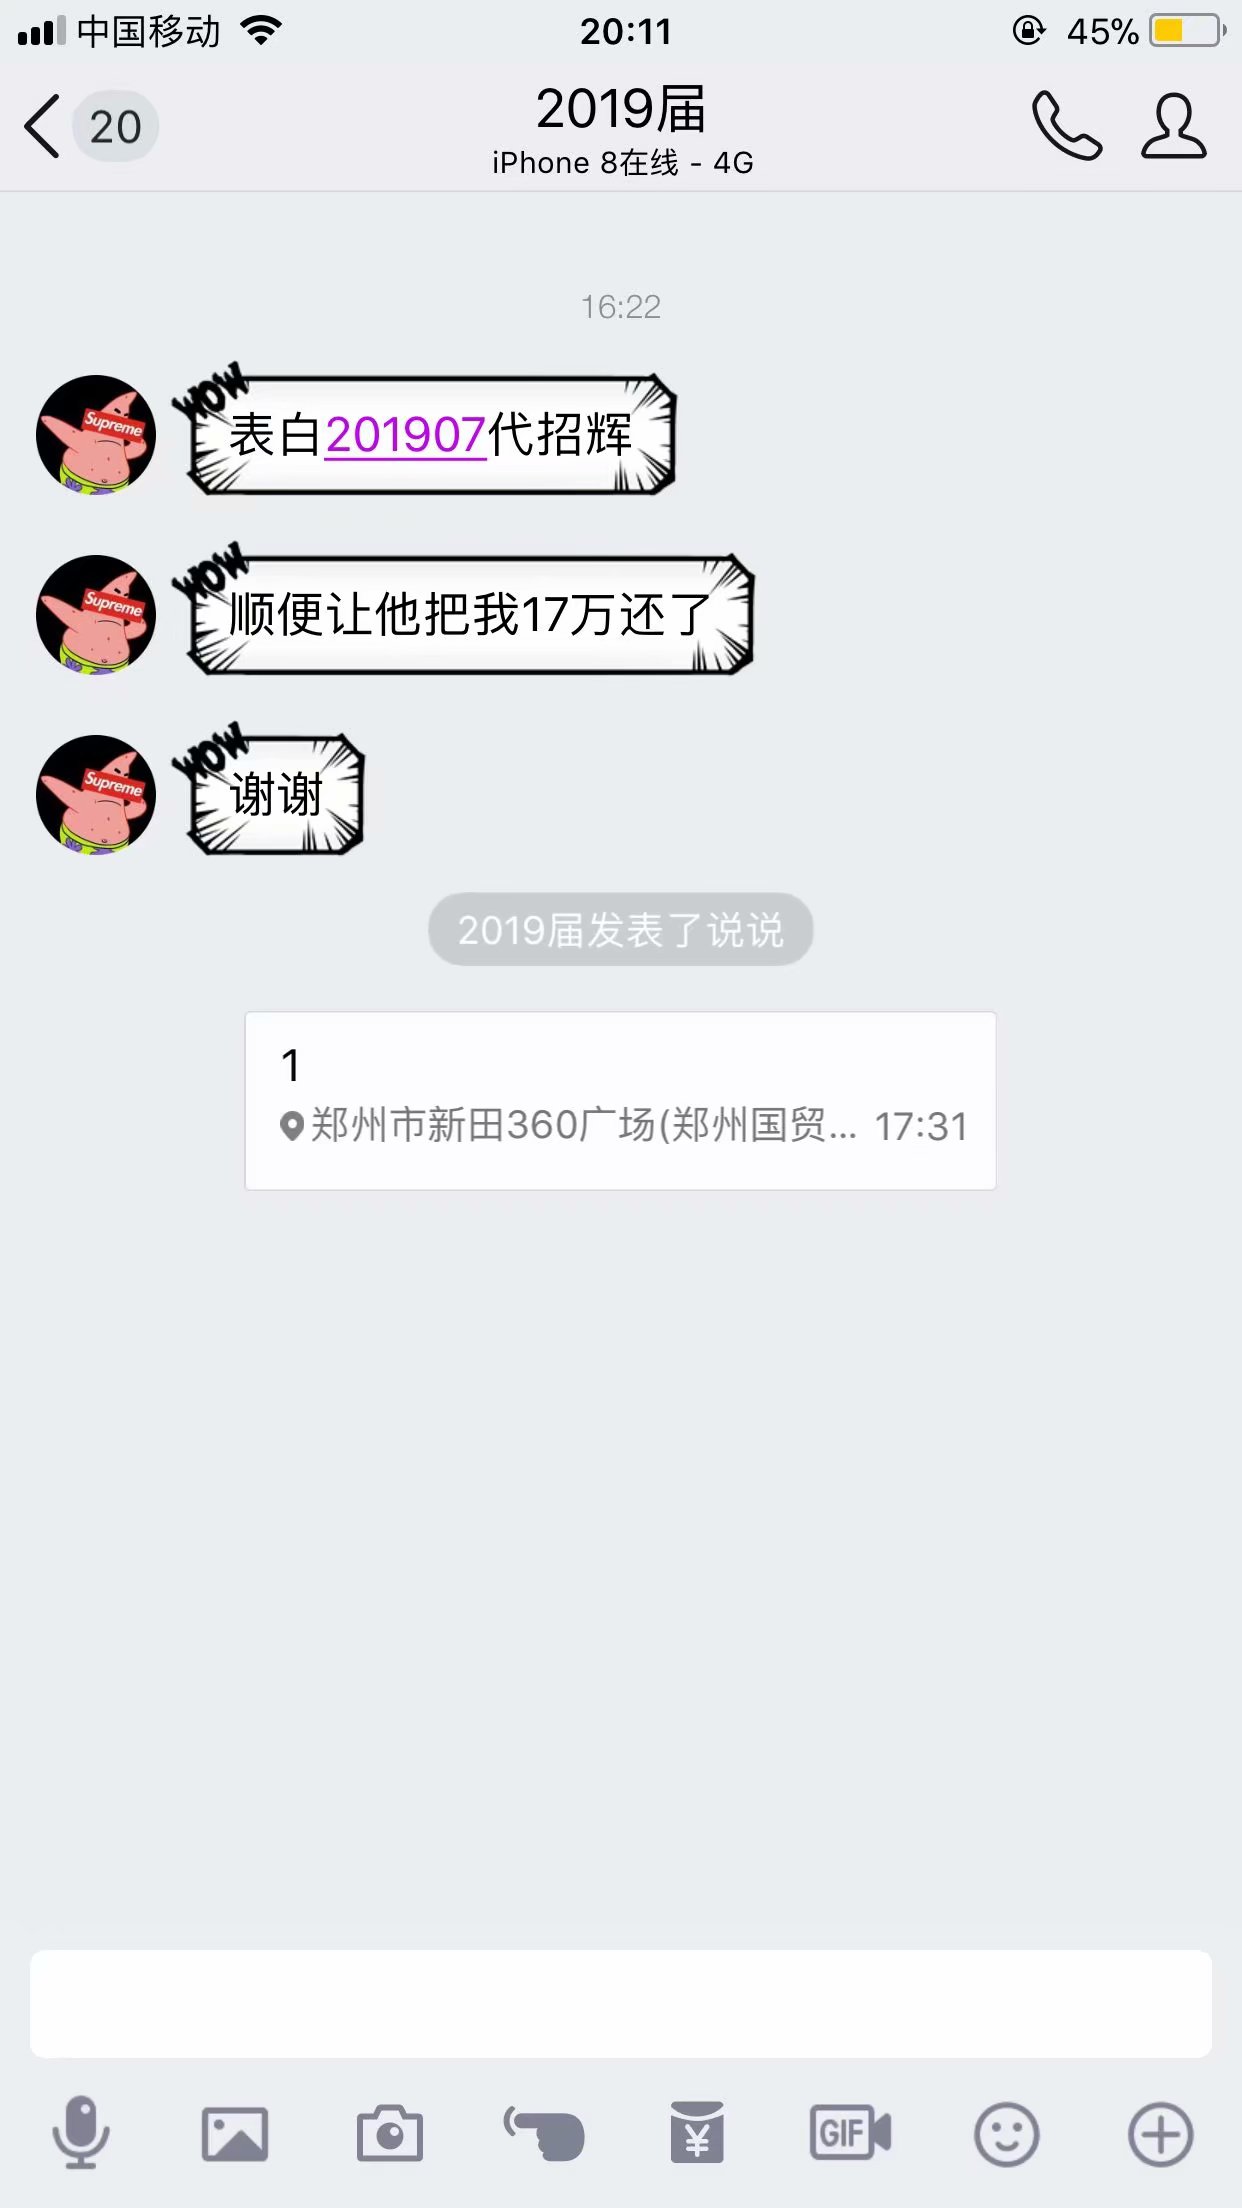 中国移动
20:11
45%
20
2019届
iPhone 8在线 - 4G
16:22
Supreme
WOW
表白201907代招辉
Supreme
WOW
顺便让他把我17万还了
Supreme
WOW
谢谢
2019届发表了说说
1
郑州市新田360广场(郑州国贸... 17:31
¥
GIF